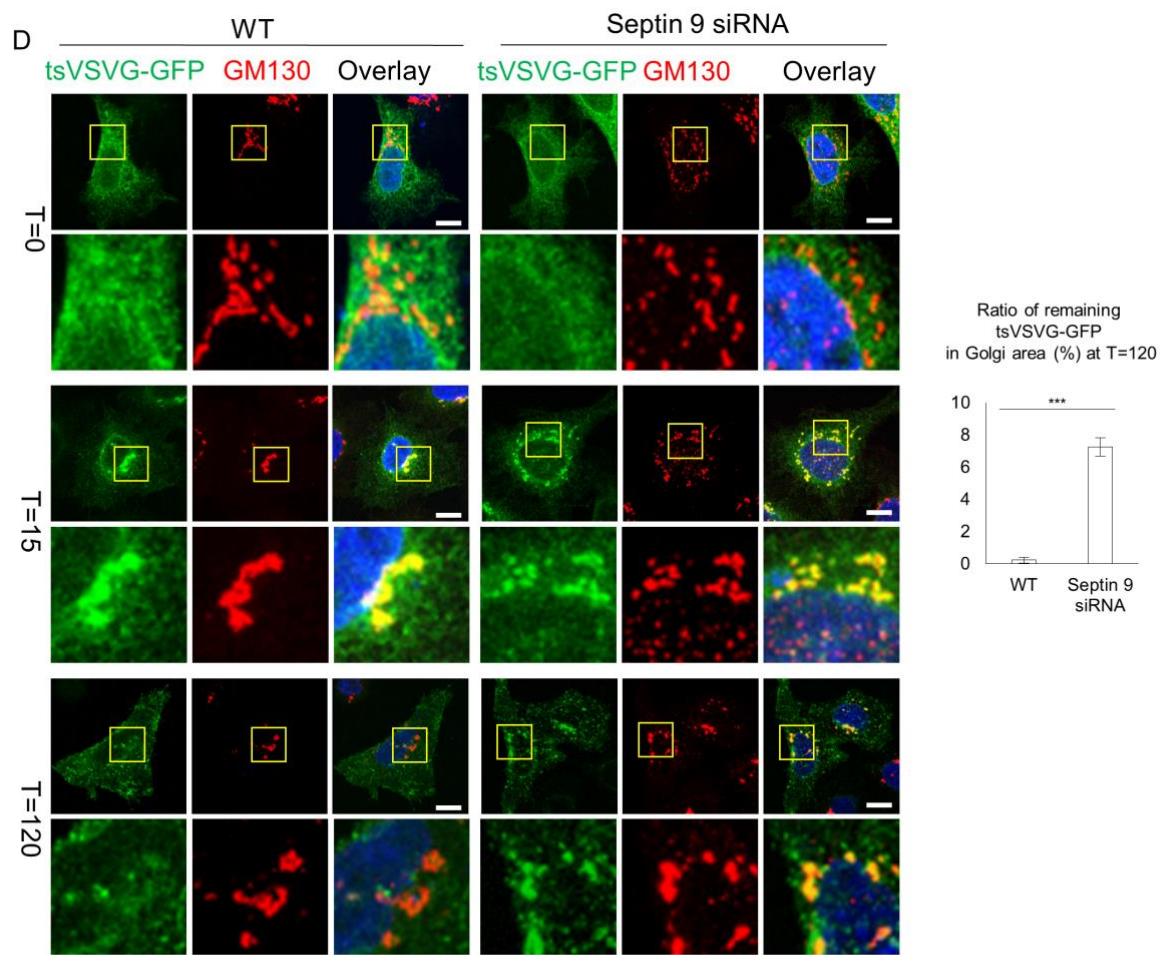 D
WT
Septin 9 siRNA
tsVSVG-GFP GM130 Overlay
tsVSVG-GFP GM130 Overlay
T=0
T=15
T=120
Ratio of remaining
tsVSVG-GFP
in Golgi area (%) at T=120
***
10
8
6
4
2
0
WT
Septin 9
siRNA